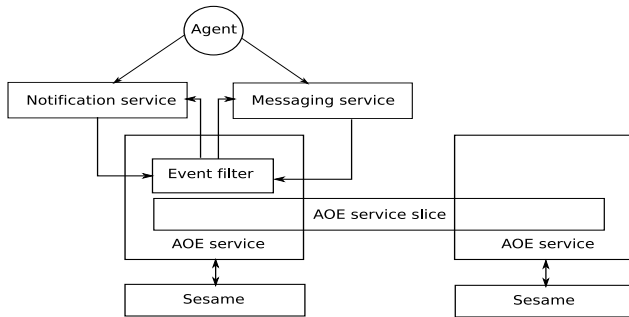 Agent
Notification service
Messaging service
Event filter
AOE service slice
AOE service
AOE service
Sesame
Sesame